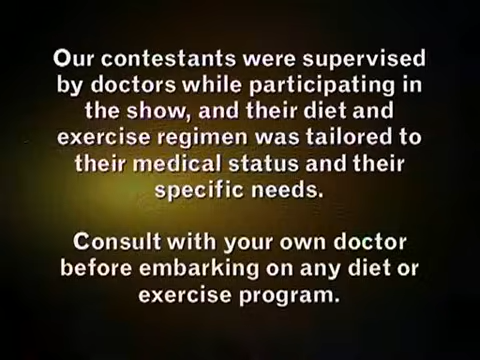 Our contestants were supervised
by doctors while participating in
the show, and their diet and
exercise regimen was tailored to
their medical status and their
specific needs.
Consult with your own doctor
before embarking on any diet or
exercise program.